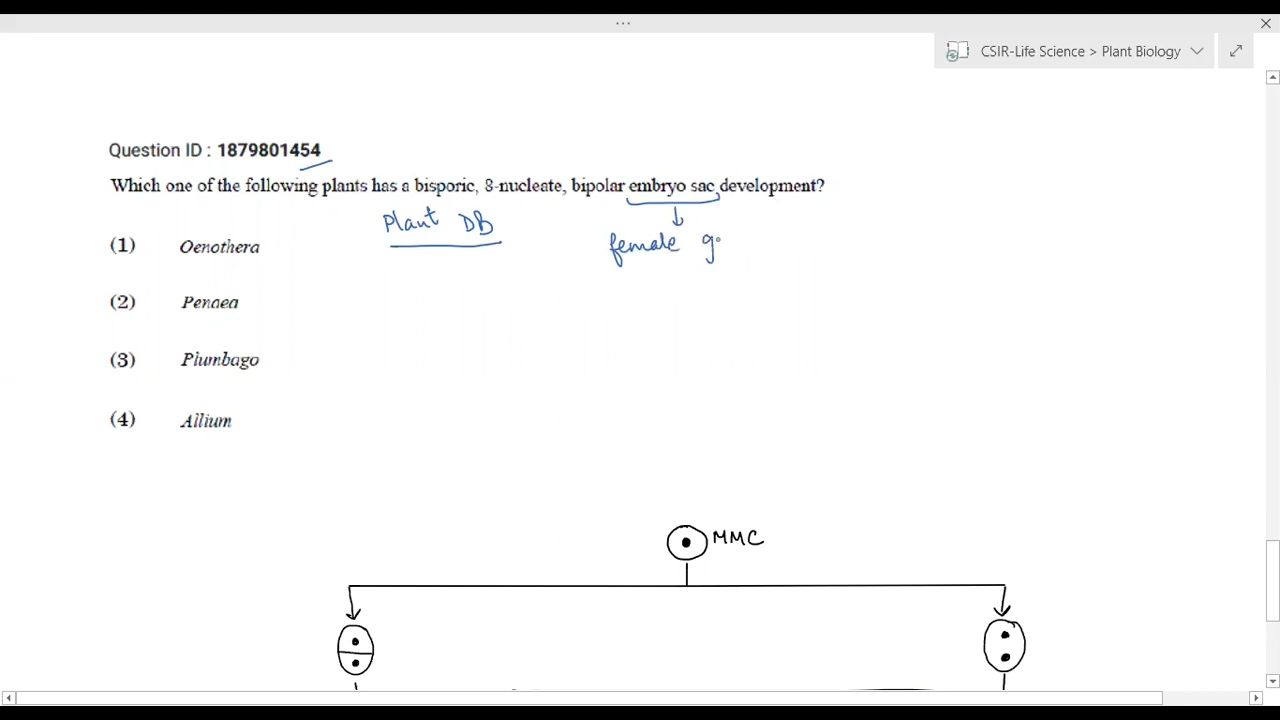 CSIR-Life Science > Plant Biology
Question ID : 1879801454
Which one of the following plants has a bisporic, 8-nucleate, bipolar embryo sac development?
Plant DB
female g
(1) Oenothera
(2) Penaea
(3) Plumbago
(4) Allium
MMC